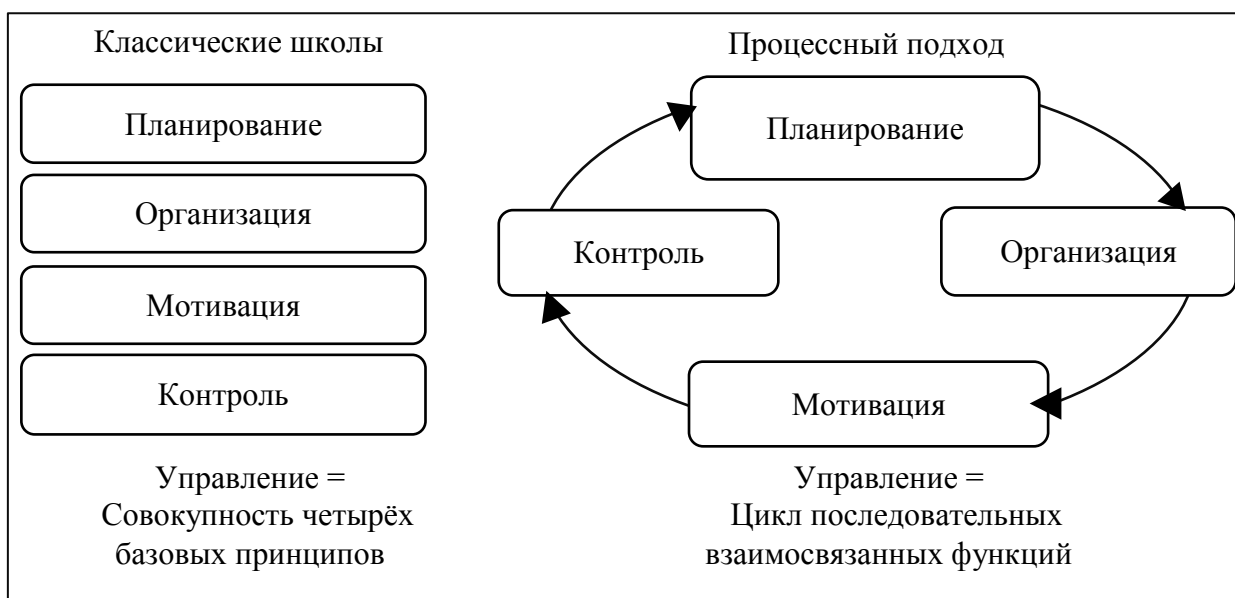 Классические школы
Планирование
Организация
Мотивация
Контроль
Управление =
Совокупность четырёх
базовых принципов
Процессный подход
Планирование
Контроль
Организация
Мотивация
Управление =
Цикл последовательных
взаимосвязанных функций